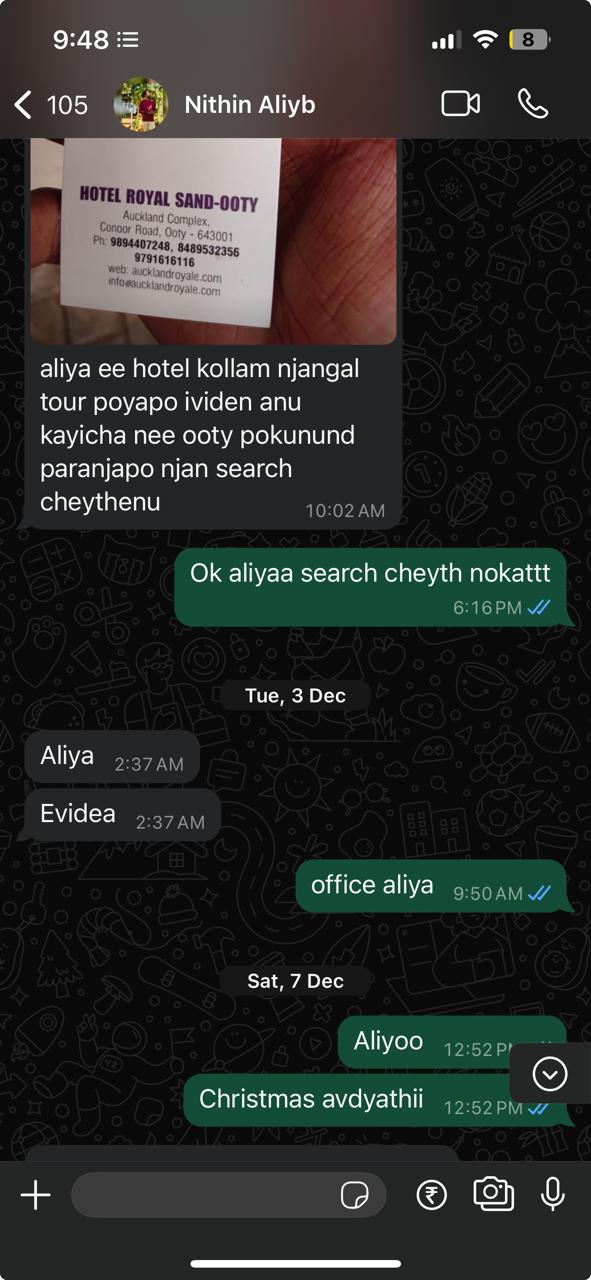 9:48
8
105
Nithin Aliyb
HOTEL ROYAL SAND-OOTY
Auckland Complex,
Conoor Road, Ooty - 643001
Ph: 9894407248, 8489532356
9791616116
web: aucklandroyale.com
info@aucklandroyale.com
aliya ee hotel kollam njangal
tour poyapo ividen anu
kayicha nee ooty pokunund
paranjapo njan search
cheythenu
10:02 AM
Ok aliyaa search cheyth nokattt
6:16 PM
Tue, 3 Dec
Aliya 2:37 AM
Evidea 2:37 AM
office aliya 9:50 AM
Sat, 7 Dec
Aliyoo 12:52 PM
Christmas avdyathii 12:52 PM